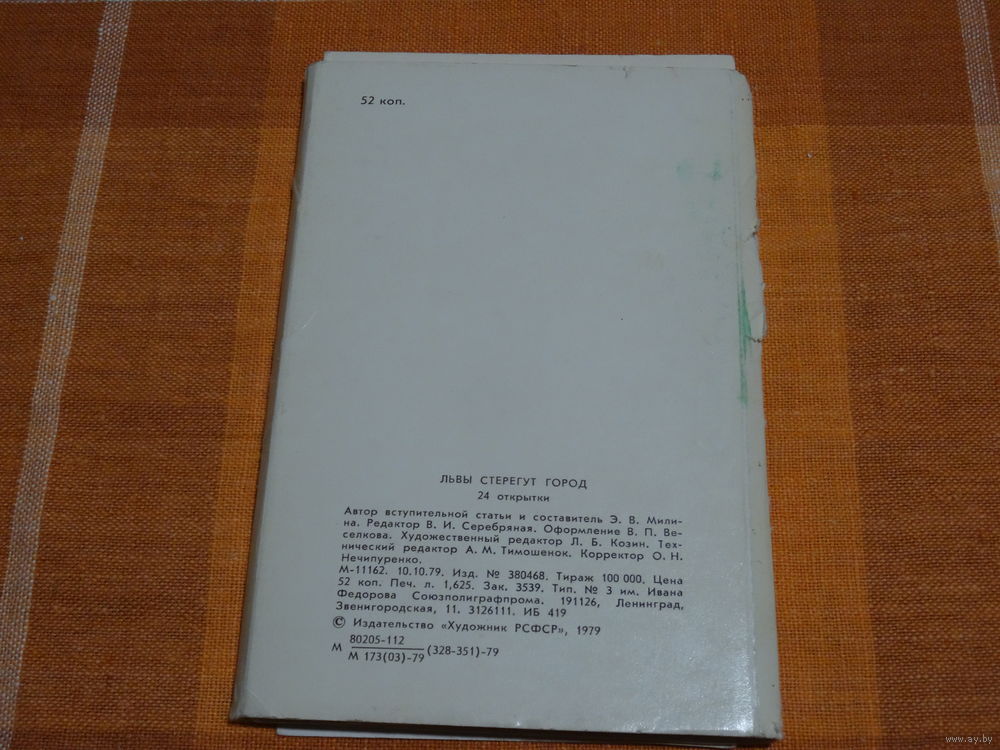 52 коп.
ЛЬВЫ СТЕРЕГУТ ГОРОД
24 открытки
Автор вступительной статьи и составитель Э. В. Мили-
на. Редактор В. И. Серебряная. Оформление В. П. Ве-
селкова. Художественный редактор Л. Б. Козин. Тех-
нический редактор А. М. Тимошенок. Корректор О. Н.
Нечипуренко.
М-11162. 10.10.79. Изд. № 380468. Тираж 100 000. Цена
52 коп. Печ. л. 1,625. Зак. 3539. Тип. № 3 им. Ивана
Федорова Союзполиграфпрома. 191126, Ленинград,
Звенигородская, 11. 3126111. ИБ 419
© Издательство «Художник РСФСР», 1979
М 80205-112
М 173(03)-79 (328-351)-79
www.ay.by